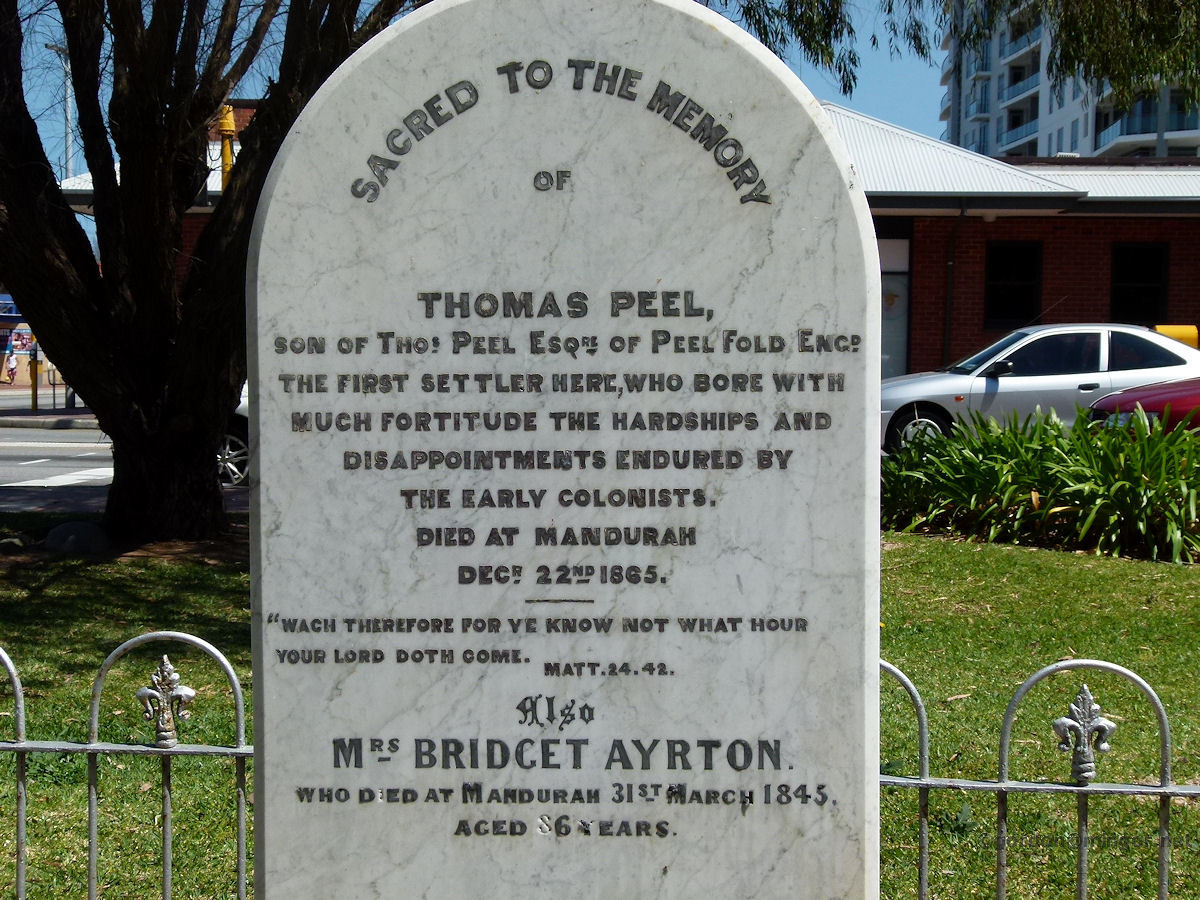 SACRED TO THE MEMORY
OF
THOMAS PEEL,
SON OF THOS PEEL ESQRE OF PEEL FOLD ENGD
THE FIRST SETTLER HERE, WHO BORE WITH
MUCH FORTITUDE THE HARDSHIPS AND
DISAPPOINTMENTS ENDURED BY
THE EARLY COLONISTS.
DIED AT MANDURAH
DECR 22ND 1865.
"WACH THEREFORE FOR YE KNOW NOT WHAT HOUR
YOUR LORD DOTH COME.
MATT. 24. 42.
Also
MRS BRIDGET AYRTON.
WHO DIED AT MANDURAH 31ST MARCH 1845.
AGED 86 YEARS.